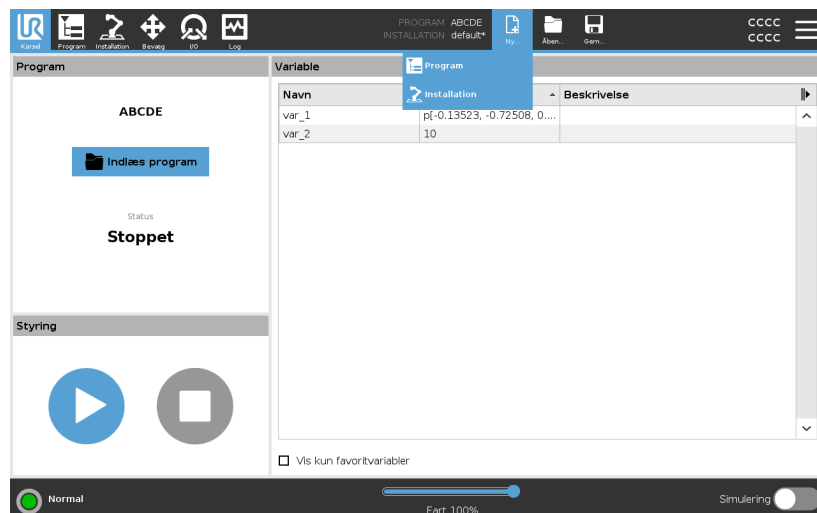 PROGRAM ABCDE
INSTALLATION default*
Kørsel Program Installation Bevæg I/O Log
Ny... Åben... Gem...
cccc
cccc
Program
Variable
Program
Installation
Navn
Beskrivelse
ABCDE
var_1 p[-0.13523, -0.72508, 0....
var_2 10
Indlæs program
Status
Stoppet
Styring
Vis kun favoritvariabler
Normal
Fart 100%
Simulering